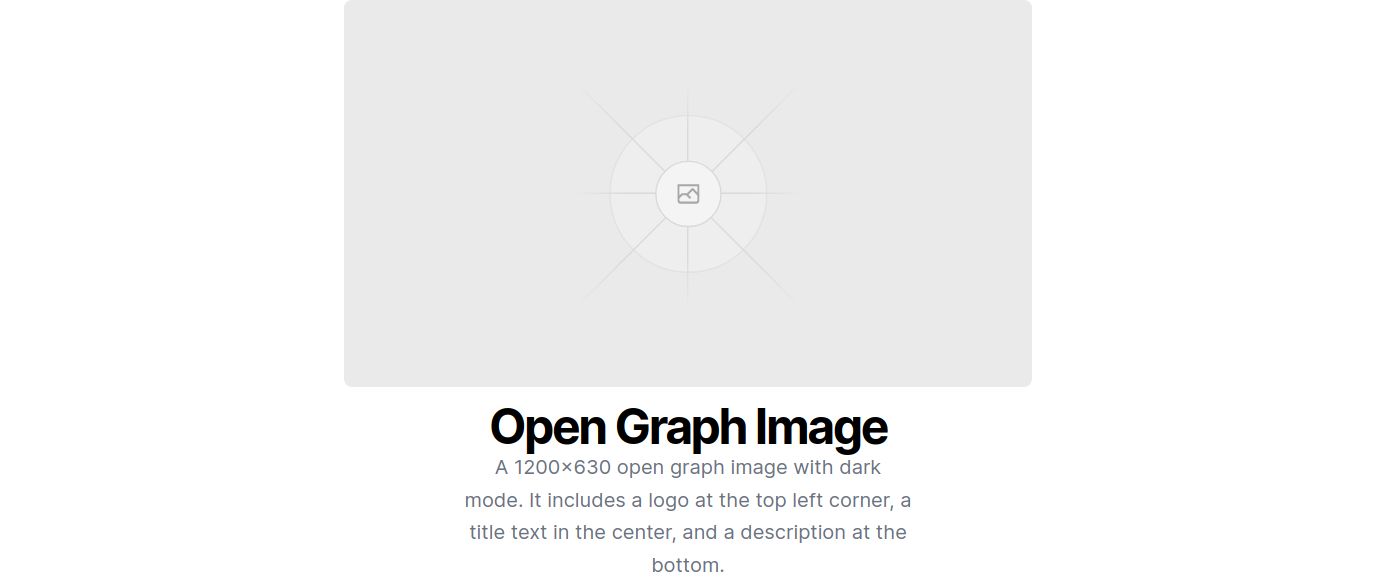 Open Graph Image
A 1200×630 open graph image with dark
mode. It includes a logo at the top left corner, a
title text in the center, and a description at the
bottom.